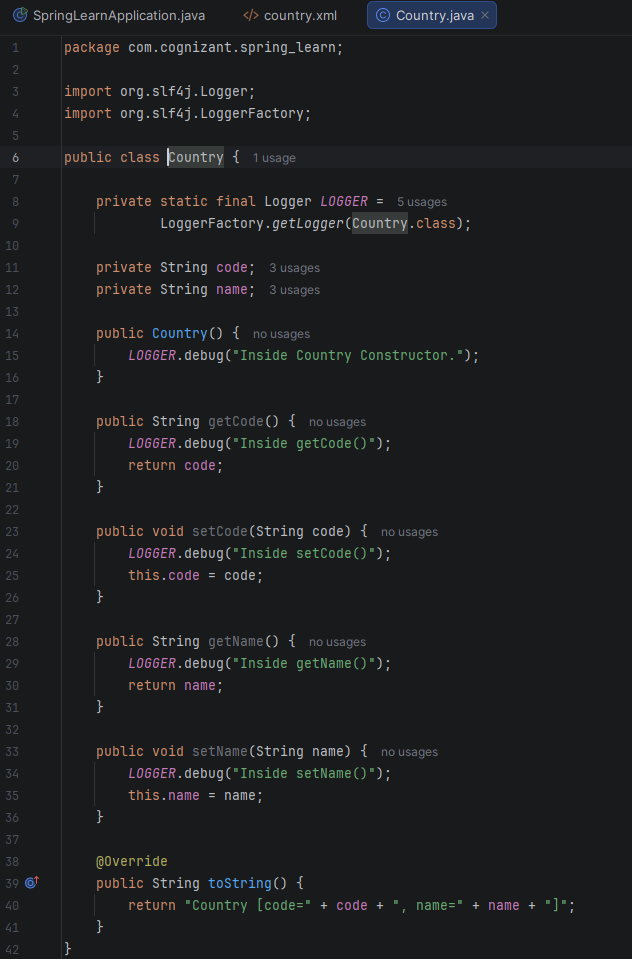 SpringLearnApplication.java </> country.xml © Country.java ×
1 package com.cognizant.spring_learn;
2
3 import org.slf4j.Logger;
4 import org.slf4j.LoggerFactory;
5
6 public class Country { 1 usage
7
8     private static final Logger LOGGER = 5 usages
9             LoggerFactory.getLogger(Country.class);
10
11     private String code; 3 usages
12     private String name; 3 usages
13
14     public Country() { no usages
15         LOGGER.debug("Inside Country Constructor.");
16     }
17
18     public String getCode() { no usages
19         LOGGER.debug("Inside getCode()");
20         return code;
21     }
22
23     public void setCode(String code) { no usages
24         LOGGER.debug("Inside setCode()");
25         this.code = code;
26     }
27
28     public String getName() { no usages
29         LOGGER.debug("Inside getName()");
30         return name;
31     }
32
33     public void setName(String name) { no usages
34         LOGGER.debug("Inside setName()");
35         this.name = name;
36     }
37
38     @Override
39     public String toString() {
40         return "Country [code=" + code + ", name=" + name + "]";
41     }
42 }